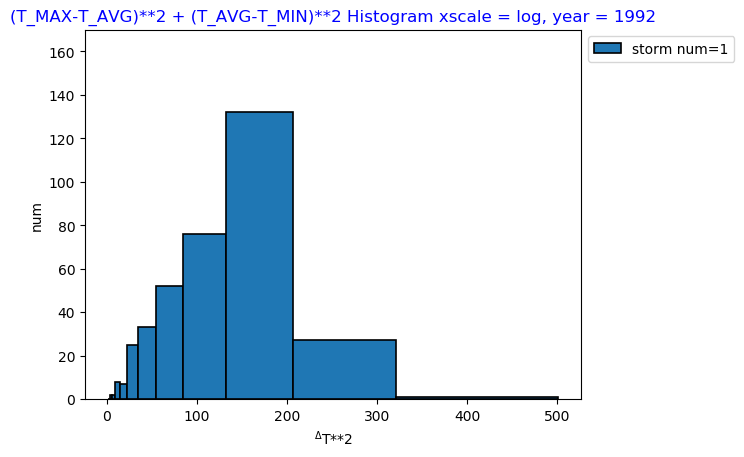 (T_MAX-T_AVG)**2 + (T_AVG-T_MIN)**2 Histogram xscale = log, year = 1992
storm num=1
160
140
120
100
80
60
40
20
0
num
0 100 200 300 400 500
ΔT**2